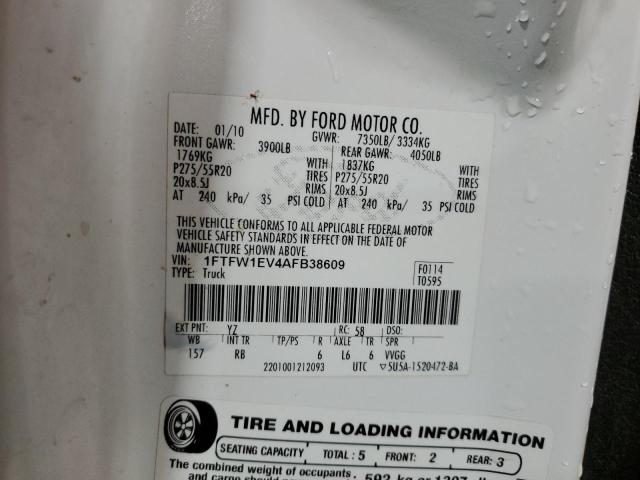 MFD. BY FORD MOTOR CO.
DATE: 01/10 GVWR: 7350LB/ 3334KG
FRONT GAWR: 3900LB REAR GAWR: 4050LB
1769KG WITH 1837KG WITH
P275/55R20 TIRES P275/55R20 TIRES
20x8.5J RIMS 20x8.5J RIMS
AT 240 kPa/ 35 PSI COLD AT 240 kPa/ 35 PSI COLD
THIS VEHICLE CONFORMS TO ALL APPLICABLE FEDERAL MOTOR
VEHICLE SAFETY STANDARDS IN EFFECT ON THE DATE OF
MANUFACTURE SHOWN ABOVE.
VIN: 1FTFW1EV4AFB38609 F0114
TYPE: Truck T0595
EXT PNT: YZ RC: 58 DSO:
WB INT TR TP/PS R AXLE TR SPR
157 RB 6 L6 6 VVGG
2201001212093 UTC ▽5U5A-1520472-BA
TIRE AND LOADING INFORMATION
SEATING CAPACITY TOTAL : 5 FRONT: 2 REAR: 3
The combined weight of occupants